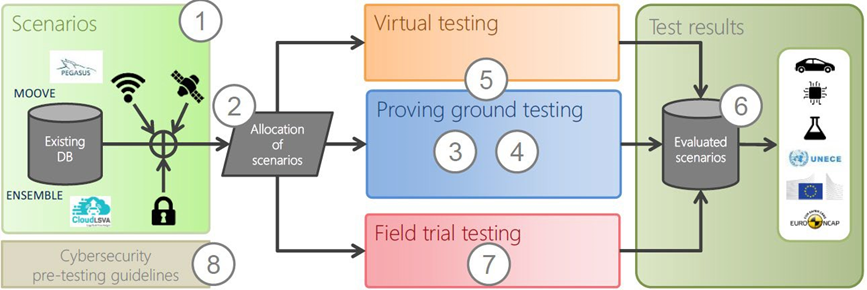 Scenarios
1
PEGASUS
MOOVE
Existing
DB
ENSEMBLE
CloudLSVA
2
Allocation
of
scenarios
Cybersecurity
pre-testing guidelines
8
Virtual testing
5
Proving ground testing
3
4
Field trial testing
7
Test results
6
Evaluated
scenarios
UNECE
EURO NCAP